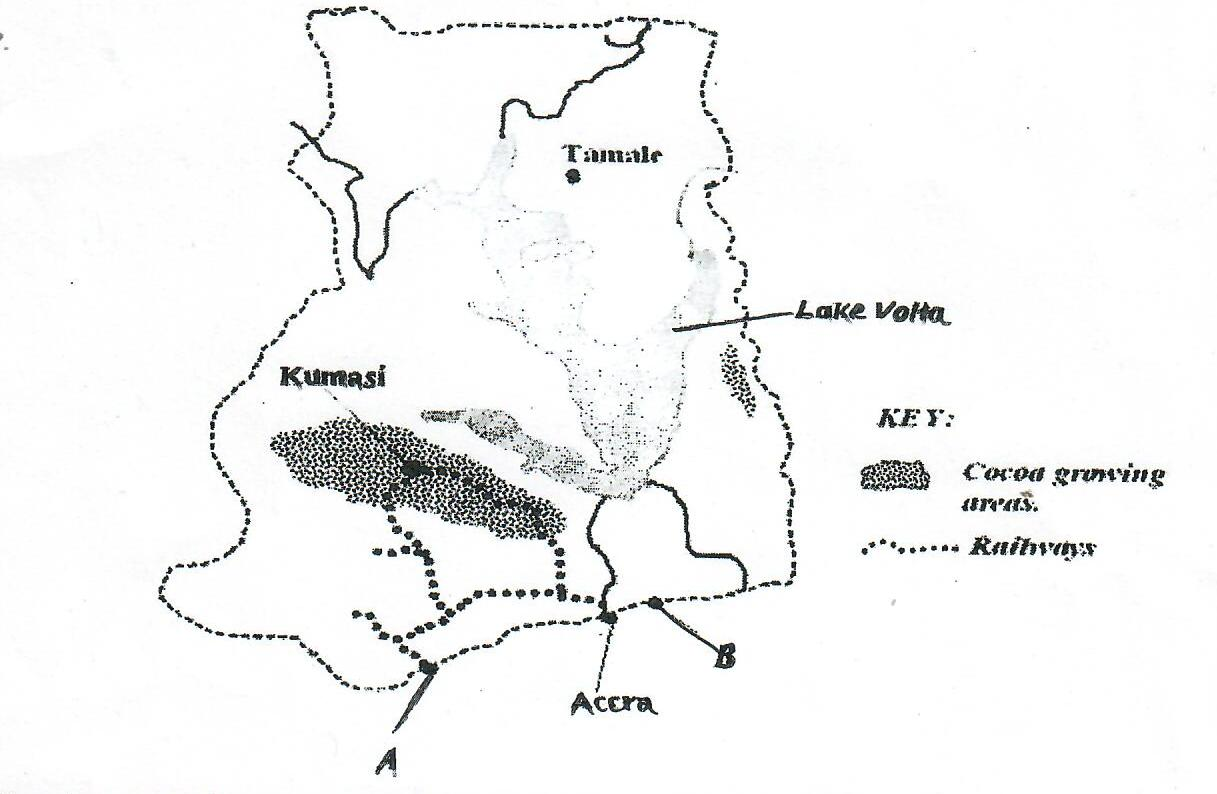 Tamale
Lake Volta
Kumasi
KEY:
Cocoa growing
areas.
Railways
B
Accra
A